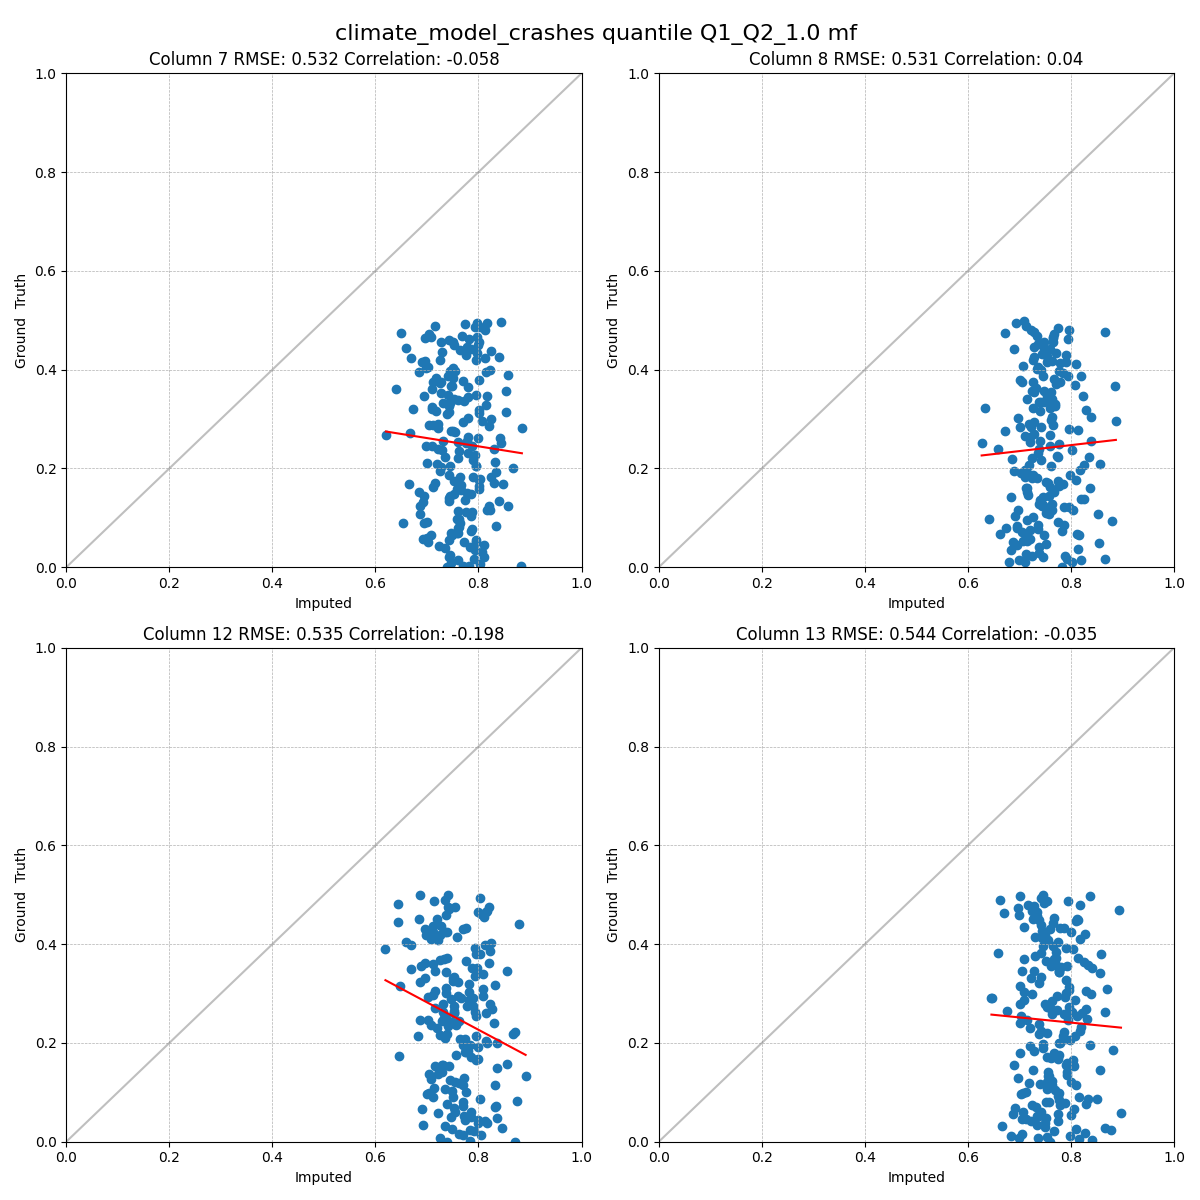 climate_model_crashes quantile Q1_Q2_1.0 mf
Column 7 RMSE: 0.532 Correlation: -0.058
1.0
0.8
0.6
0.4
0.2
0.0
Ground Truth
0.0 0.2 0.4 0.6 0.8 1.0
Imputed
Column 8 RMSE: 0.531 Correlation: 0.04
1.0
0.8
0.6
0.4
0.2
0.0
Ground Truth
0.0 0.2 0.4 0.6 0.8 1.0
Imputed
Column 12 RMSE: 0.535 Correlation: -0.198
1.0
0.8
0.6
0.4
0.2
0.0
Ground Truth
0.0 0.2 0.4 0.6 0.8 1.0
Imputed
Column 13 RMSE: 0.544 Correlation: -0.035
1.0
0.8
0.6
0.4
0.2
0.0
Ground Truth
0.0 0.2 0.4 0.6 0.8 1.0
Imputed